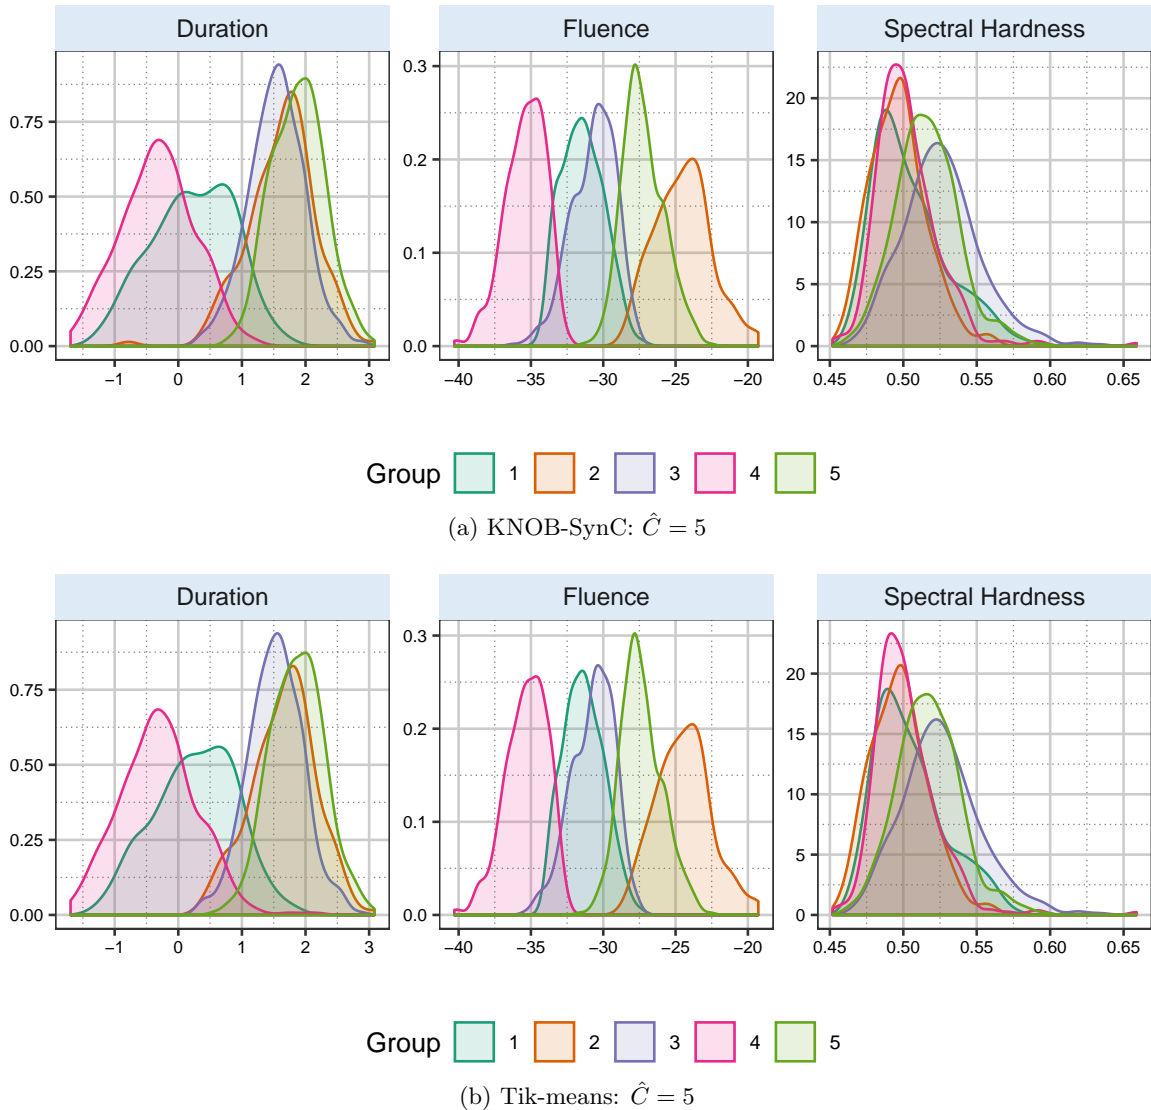 Duration Fluence Spectral Hardness
0.75
0.50
0.25
0.00
−1 0 1 2 3
0.3
0.2
0.1
0.0
−40 −35 −30 −25 −20
20
15
10
5
0
0.45 0.50 0.55 0.60 0.65
Group 1 2 3 4 5
(a) KNOB-SynC: Ĉ = 5
Duration Fluence Spectral Hardness
0.75
0.50
0.25
0.00
−1 0 1 2 3
0.3
0.2
0.1
0.0
−40 −35 −30 −25 −20
20
15
10
5
0
0.45 0.50 0.55 0.60 0.65
Group 1 2 3 4 5
(b) Tik-means: Ĉ = 5